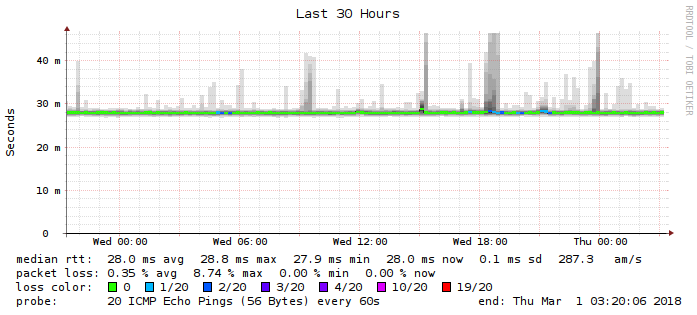 Last 30 Hours
RRDTOOL / TOBI OETIKER
Seconds
40 m
30 m
20 m
10 m
0
Wed 00:00 Wed 06:00 Wed 12:00 Wed 18:00 Thu 00:00
median rtt: 28.0 ms avg 28.8 ms max 27.9 ms min 28.0 ms now 0.1 ms sd 287.3 am/s
packet loss: 0.35 % avg 8.74 % max 0.00 % min 0.00 % now
loss color: 0 1/20 2/20 3/20 4/20 10/20 19/20
probe: 20 ICMP Echo Pings (56 Bytes) every 60s end: Thu Mar 1 03:20:06 2018